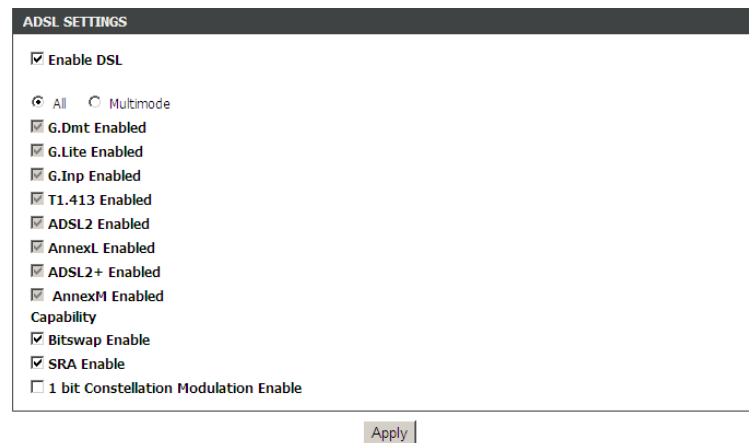 ADSL SETTINGS
Enable DSL
All Multimode
G.Dmt Enabled
G.Lite Enabled
G.Inp Enabled
T1.413 Enabled
ADSL2 Enabled
AnnexL Enabled
ADSL2+ Enabled
AnnexM Enabled
Capability
Bitswap Enable
SRA Enable
1 bit Constellation Modulation Enable
Apply